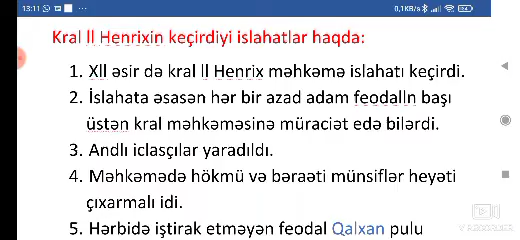 13:11
0,1KB/s
Kral ll Henrixin keçirdiyi islahatlar haqda:
1. Xll əsir də kral ll Henrix məhkəmə islahatı keçirdi.
2. İslahata əsasən hər bir azad adam feodalln başı
üstən kral məhkəməsinə müraciət edə bilərdi.
3. Andlı iclasçılar yaradıldı.
4. Məhkəmədə hökmü və bəraəti münsiflər heyəti
çıxarmalı idi.
5. Hərbidə iştirak etməyən feodal Qalxan pulu